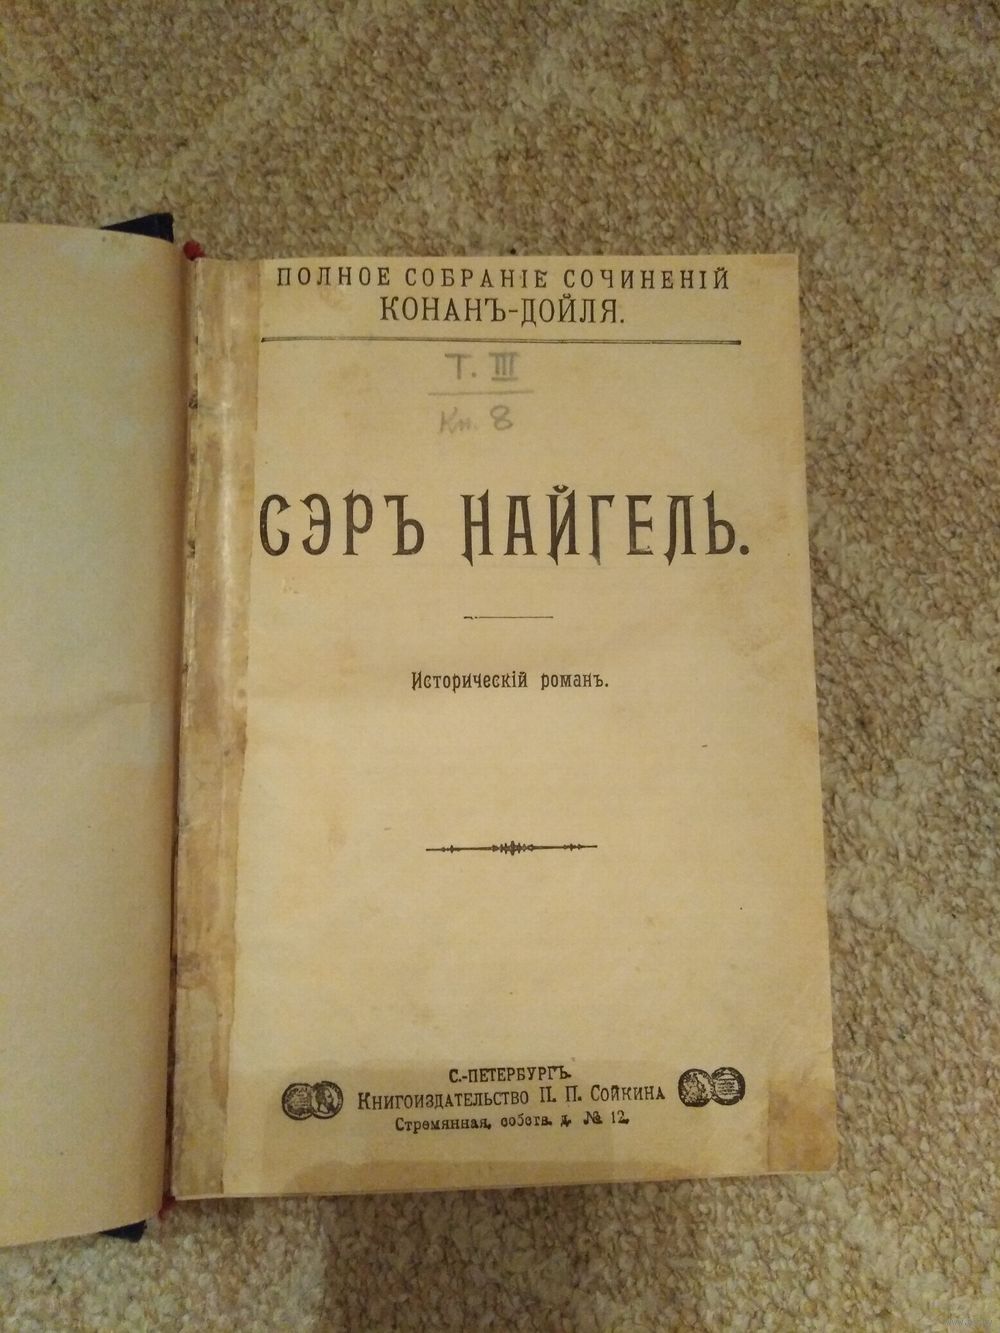 ПОЛНОЕ СОБРАНІЕ СОЧИНЕНІЙ
КОНАНЪ-ДОЙЛЯ.
Т. III
Кн. 8
СЭРЪ НАЙГЕЛЬ.
Историческій романъ.
С.-ПЕТЕРБУРГЪ.
Книгоиздательство П. П. Сойкина
Стремянная, собств. д. № 12.